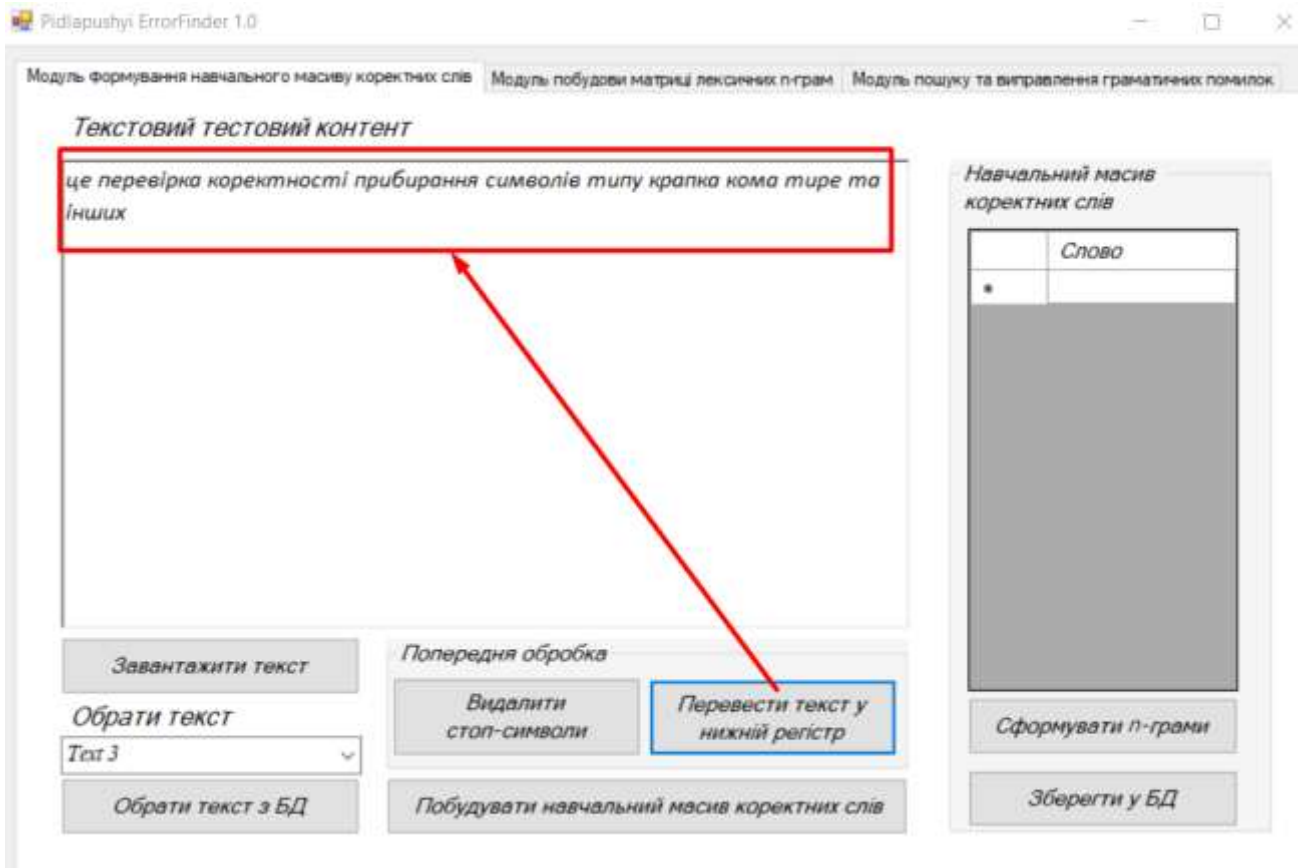 Pidlapushyi ErrorFinder 1.0
Модуль формування навчального масиву коректних слів
Модуль побудови матриці лексичних n-грам
Модуль пошуку та виправлення граматичних помилок
Текстовий тестовий контент
це перевірка коректності прибирання символів типу крапка кома тире та
інших
Навчальний масив
коректних слів
Слово
Завантажити текст
Обрати текст
Text 3
Обрати текст з БД
Попередня обробка
Видалити
стоп-символи
Перевести текст у
нижній регістр
Побудувати навчальний масив коректних слів
Сформувати n-грами
Зберегти у БД